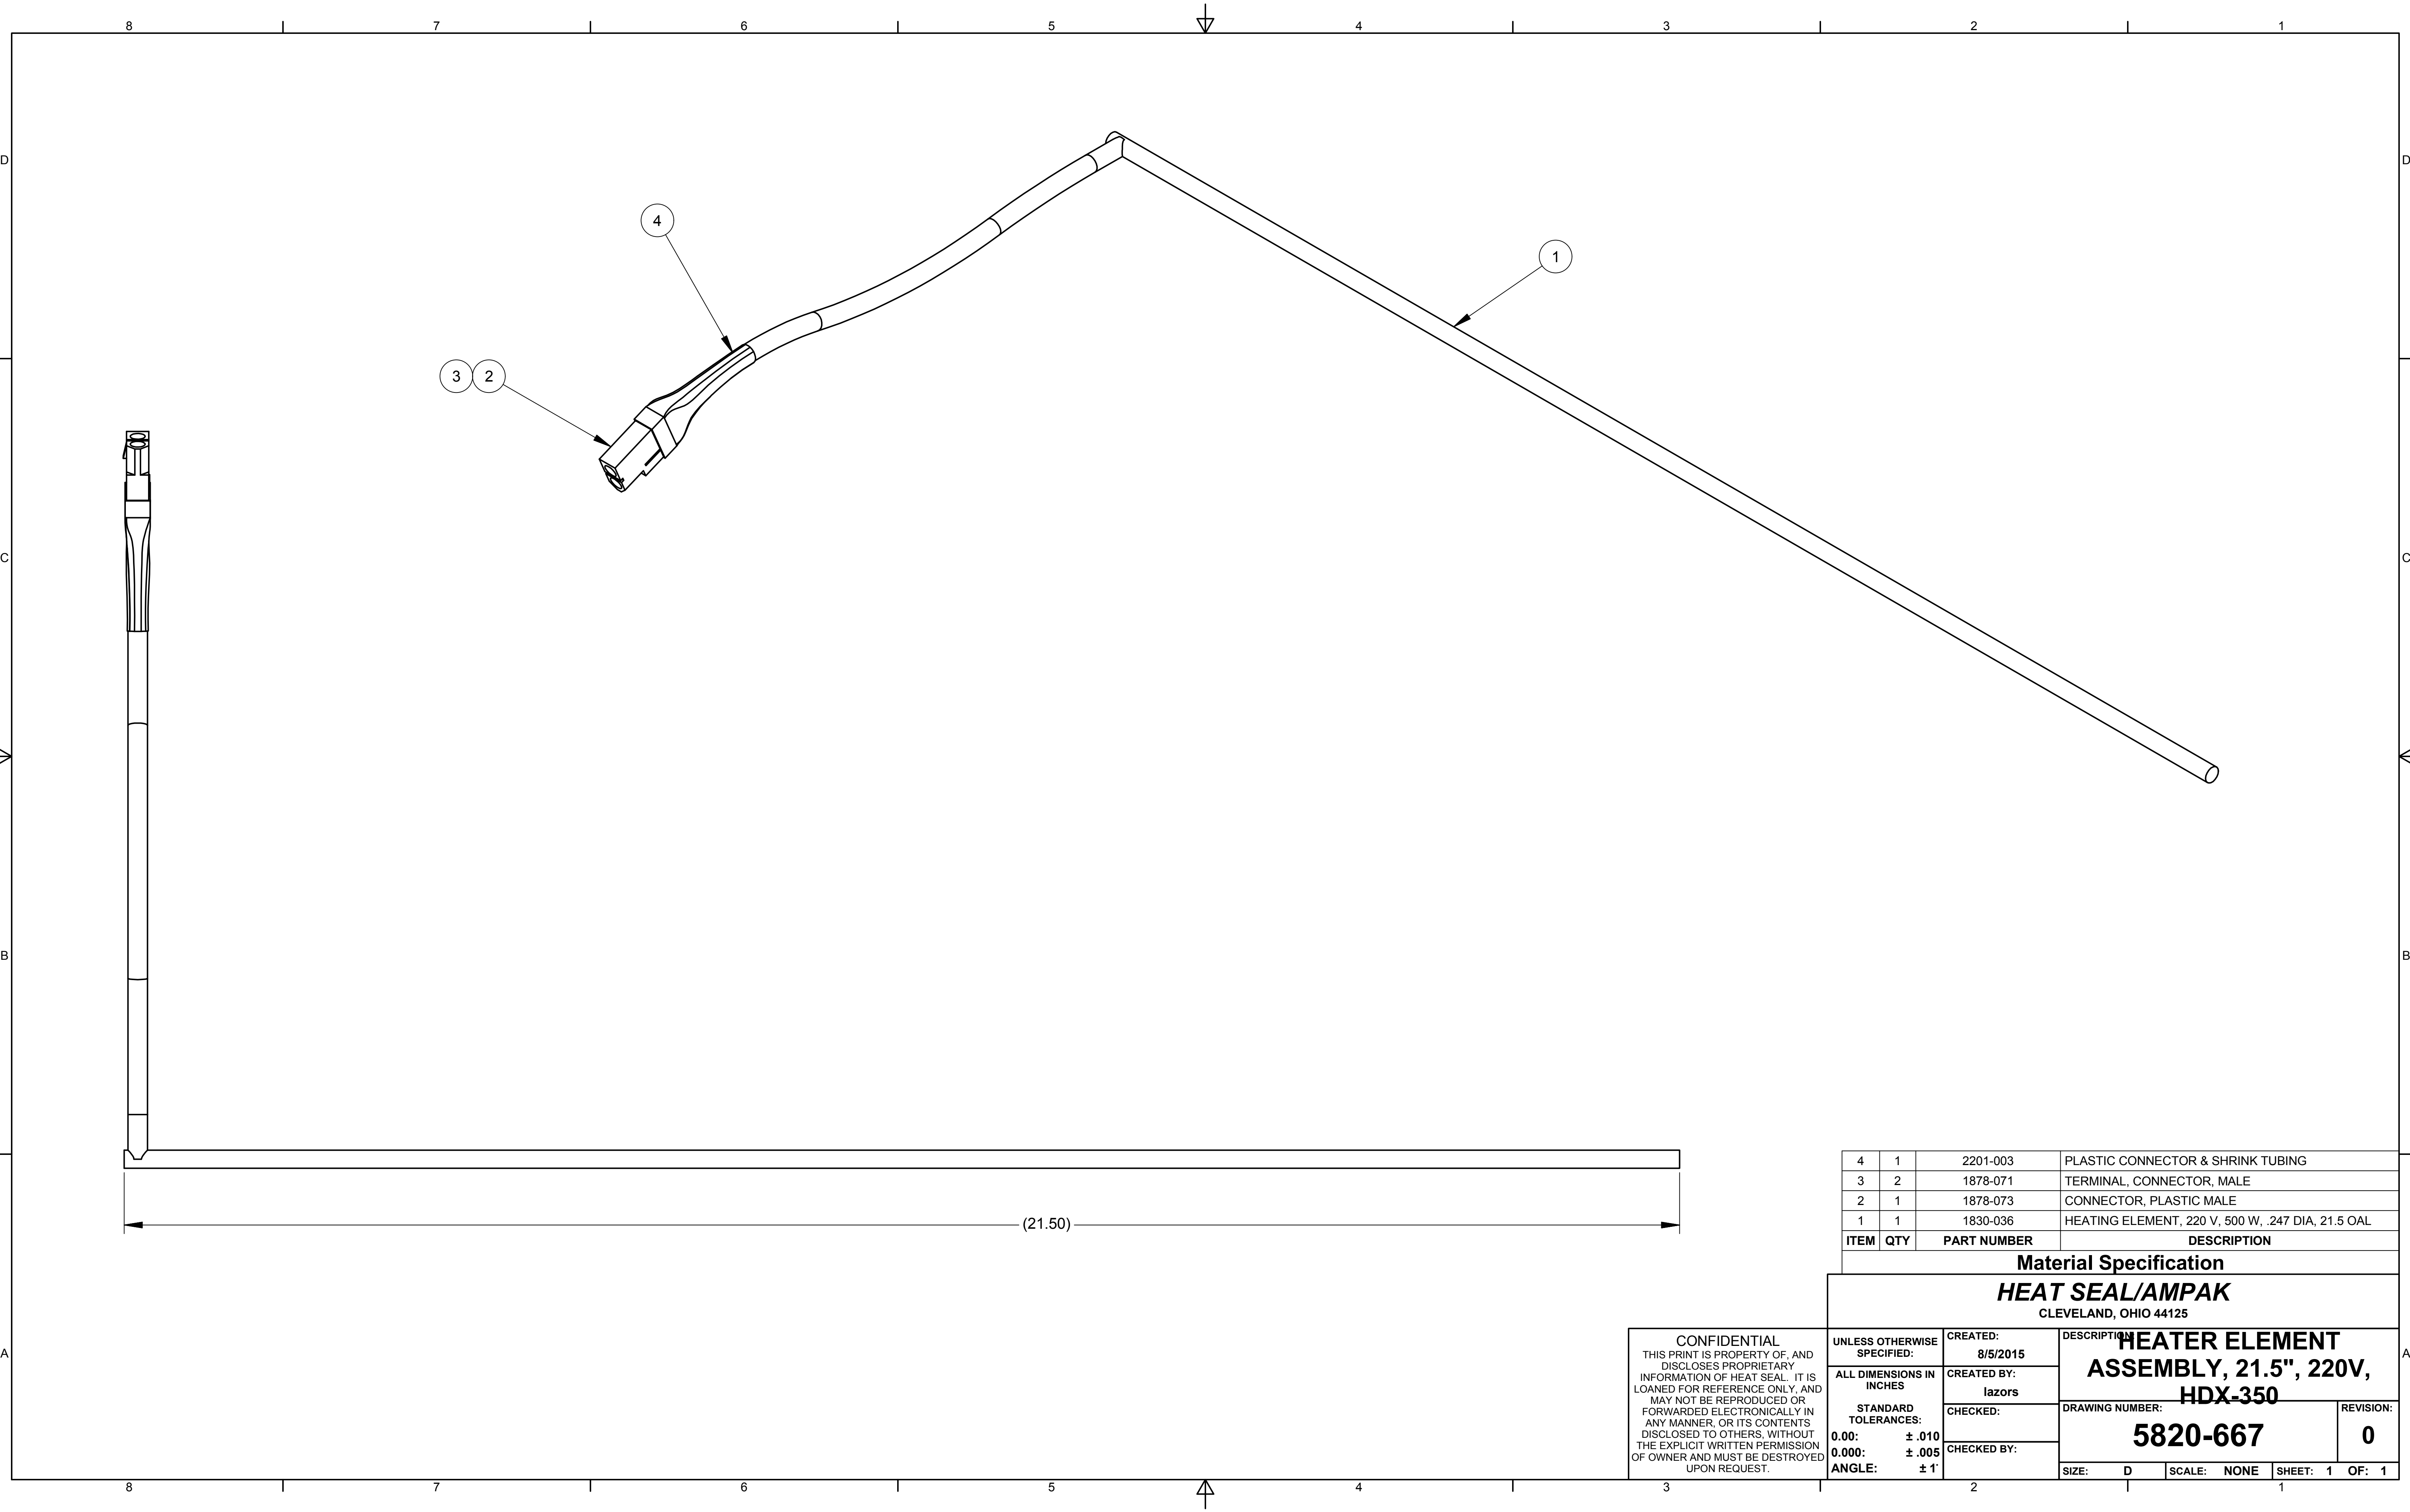 8 7 6 5 4 3 2 1
D D
4
1
3 2
C C
B B
(21.50)
4 1 2201-003 PLASTIC CONNECTOR & SHRINK TUBING
3 2 1878-071 TERMINAL, CONNECTOR, MALE
2 1 1878-073 CONNECTOR, PLASTIC MALE
1 1 1830-036 HEATING ELEMENT, 220 V, 500 W, .247 DIA, 21.5 OAL
ITEM QTY PART NUMBER DESCRIPTION
Material Specification
HEAT SEAL/AMPAK
CLEVELAND, OHIO 44125
A A
CONFIDENTIAL
THIS PRINT IS PROPERTY OF, AND
DISCLOSES PROPRIETARY
INFORMATION OF HEAT SEAL. IT IS
LOANED FOR REFERENCE ONLY, AND
MAY NOT BE REPRODUCED OR
FORWARDED ELECTRONICALLY IN
ANY MANNER, OR ITS CONTENTS
DISCLOSED TO OTHERS, WITHOUT
THE EXPLICIT WRITTEN PERMISSION
OF OWNER AND MUST BE DESTROYED
UPON REQUEST.
UNLESS OTHERWISE
SPECIFIED:
ALL DIMENSIONS IN
INCHES
STANDARD
TOLERANCES:
0.00: ± .010
0.000: ± .005
ANGLE: ± 1°
CREATED:
8/5/2015
CREATED BY:
lazors
CHECKED:
CHECKED BY:
DESCRIPTION:
HEATER ELEMENT
ASSEMBLY, 21.5", 220V,
HDX-350
DRAWING NUMBER:
5820-667
REVISION:
0
SIZE: D SCALE: NONE SHEET: 1 OF: 1
8 7 6 5 4 3 2 1